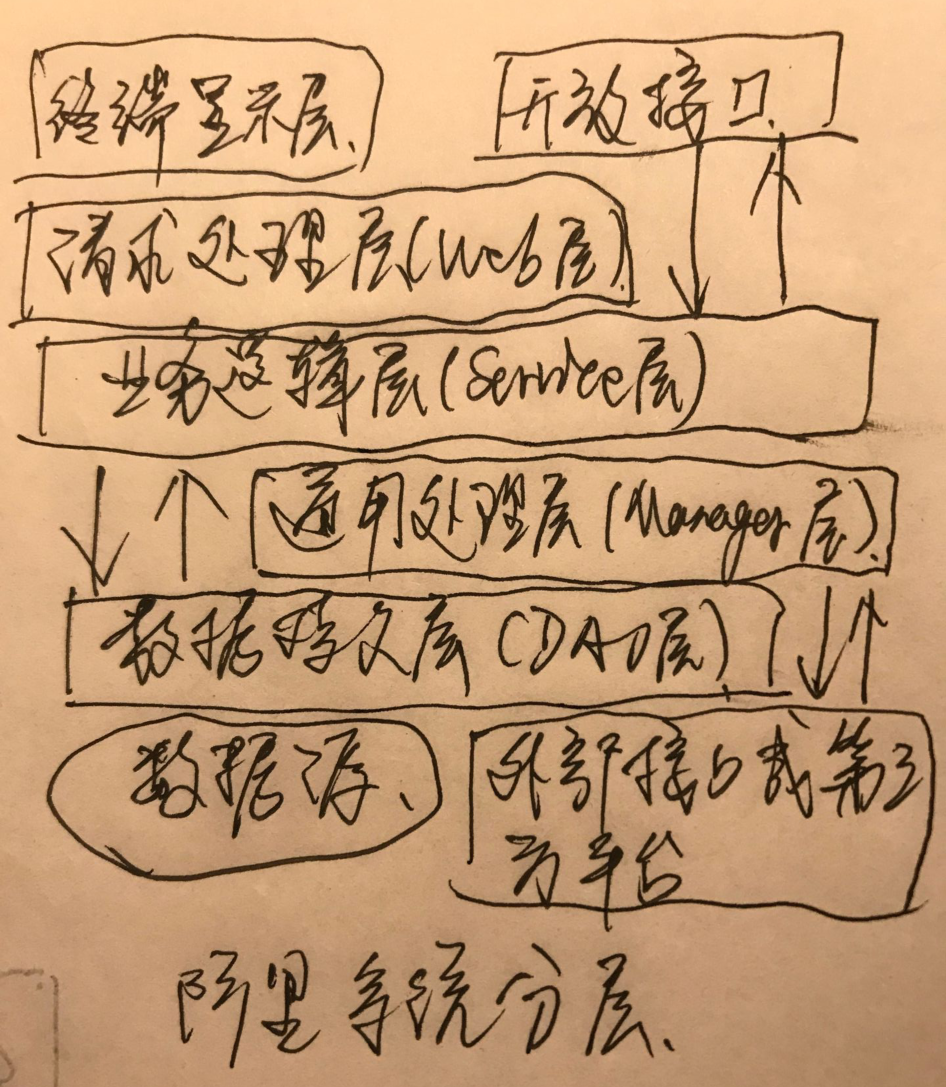 终端显示层、
开放接口、
请求处理层(Web层)、
业务逻辑层(Service层)
通用处理层(Manager层)、
数据持久层(DAO层)
数据源、
外部接口或第三
方平台
阿里系统分层、